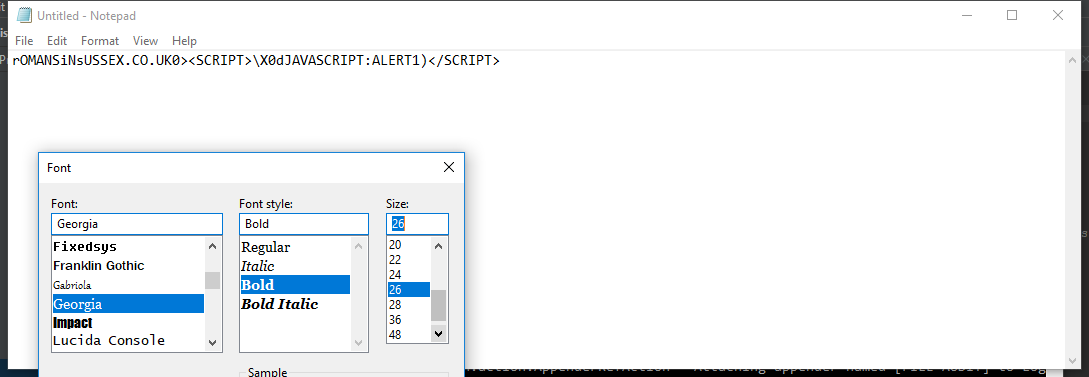 Untitled - Notepad
File Edit Format View Help
rOMANSiNsUSSEX.CO.UK0><SCRIPT>\X0dJAVASCRIPT:ALERT1)</SCRIPT>
Font
Font: Font style: Size:
Georgia Bold 26
Fixedsys Regular 20
Franklin Gothic Italic 22
Gabriola Bold 24
Georgia Bold Italic 26
Impact 28
Lucida Console 36
48
Sample